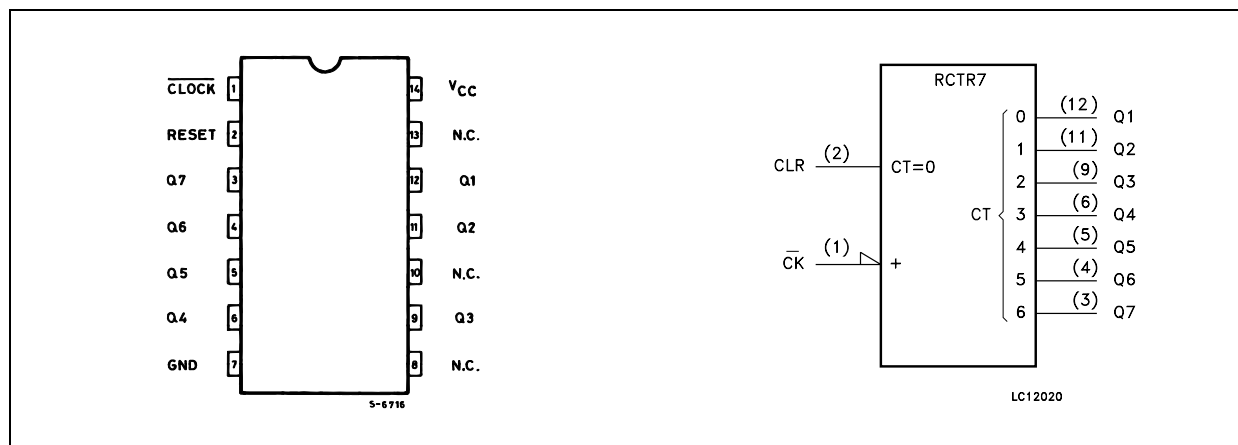 CLOCK 1 14 VCC
RESET 2 13 N.C.
Q7 3 12 Q1
Q6 4 11 Q2
Q5 5 10 N.C.
Q4 6 9 Q3
GND 7 8 N.C.
S-6716
RCTR7
0 (12) Q1
1 (11) Q2
CLR (2) CT=0
2 (9) Q3
CT 3 (6) Q4
4 (5) Q5
CK (1) +
5 (4) Q6
6 (3) Q7
LC12020